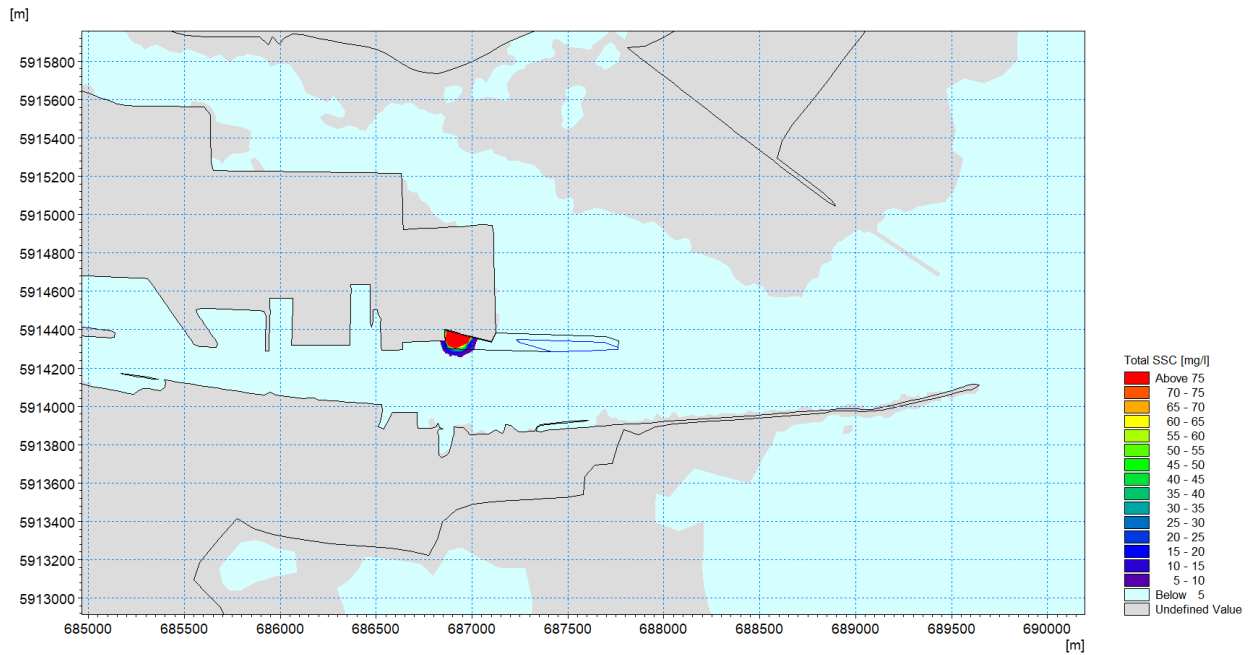 [m]
5915800
5915600
5915400
5915200
5915000
5914800
5914600
5914400
5914200
5914000
5913800
5913600
5913400
5913200
5913000
685000 685500 686000 686500 687000 687500 688000 688500 689000 689500 690000
[m]
Total SSC [mg/l]
Above 75
70 - 75
65 - 70
60 - 65
55 - 60
50 - 55
45 - 50
40 - 45
35 - 40
30 - 35
25 - 30
20 - 25
15 - 20
10 - 15
5 - 10
Below 5
Undefined Value